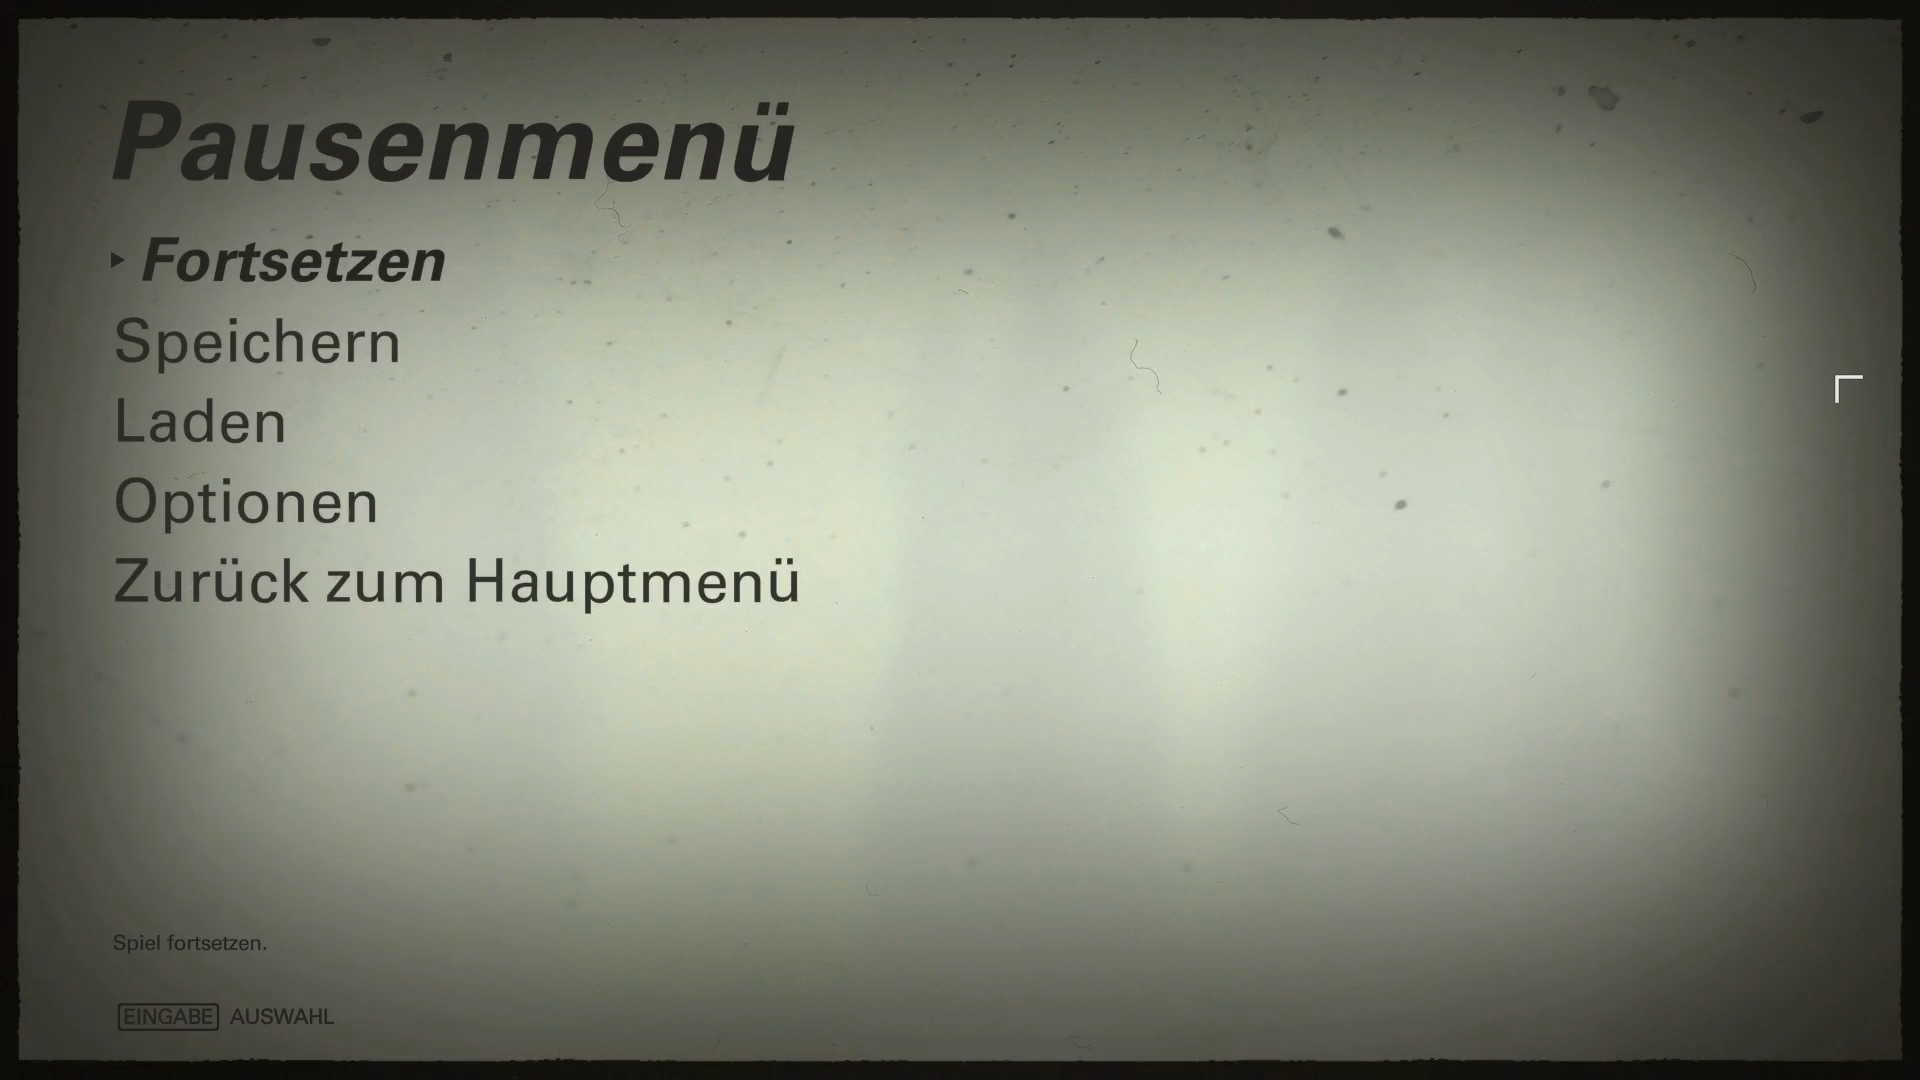 Pausenmenü
Fortsetzen
Speichern
Laden
Optionen
Zurück zum Hauptmenü
Spiel fortsetzen.
EINGABE AUSWAHL